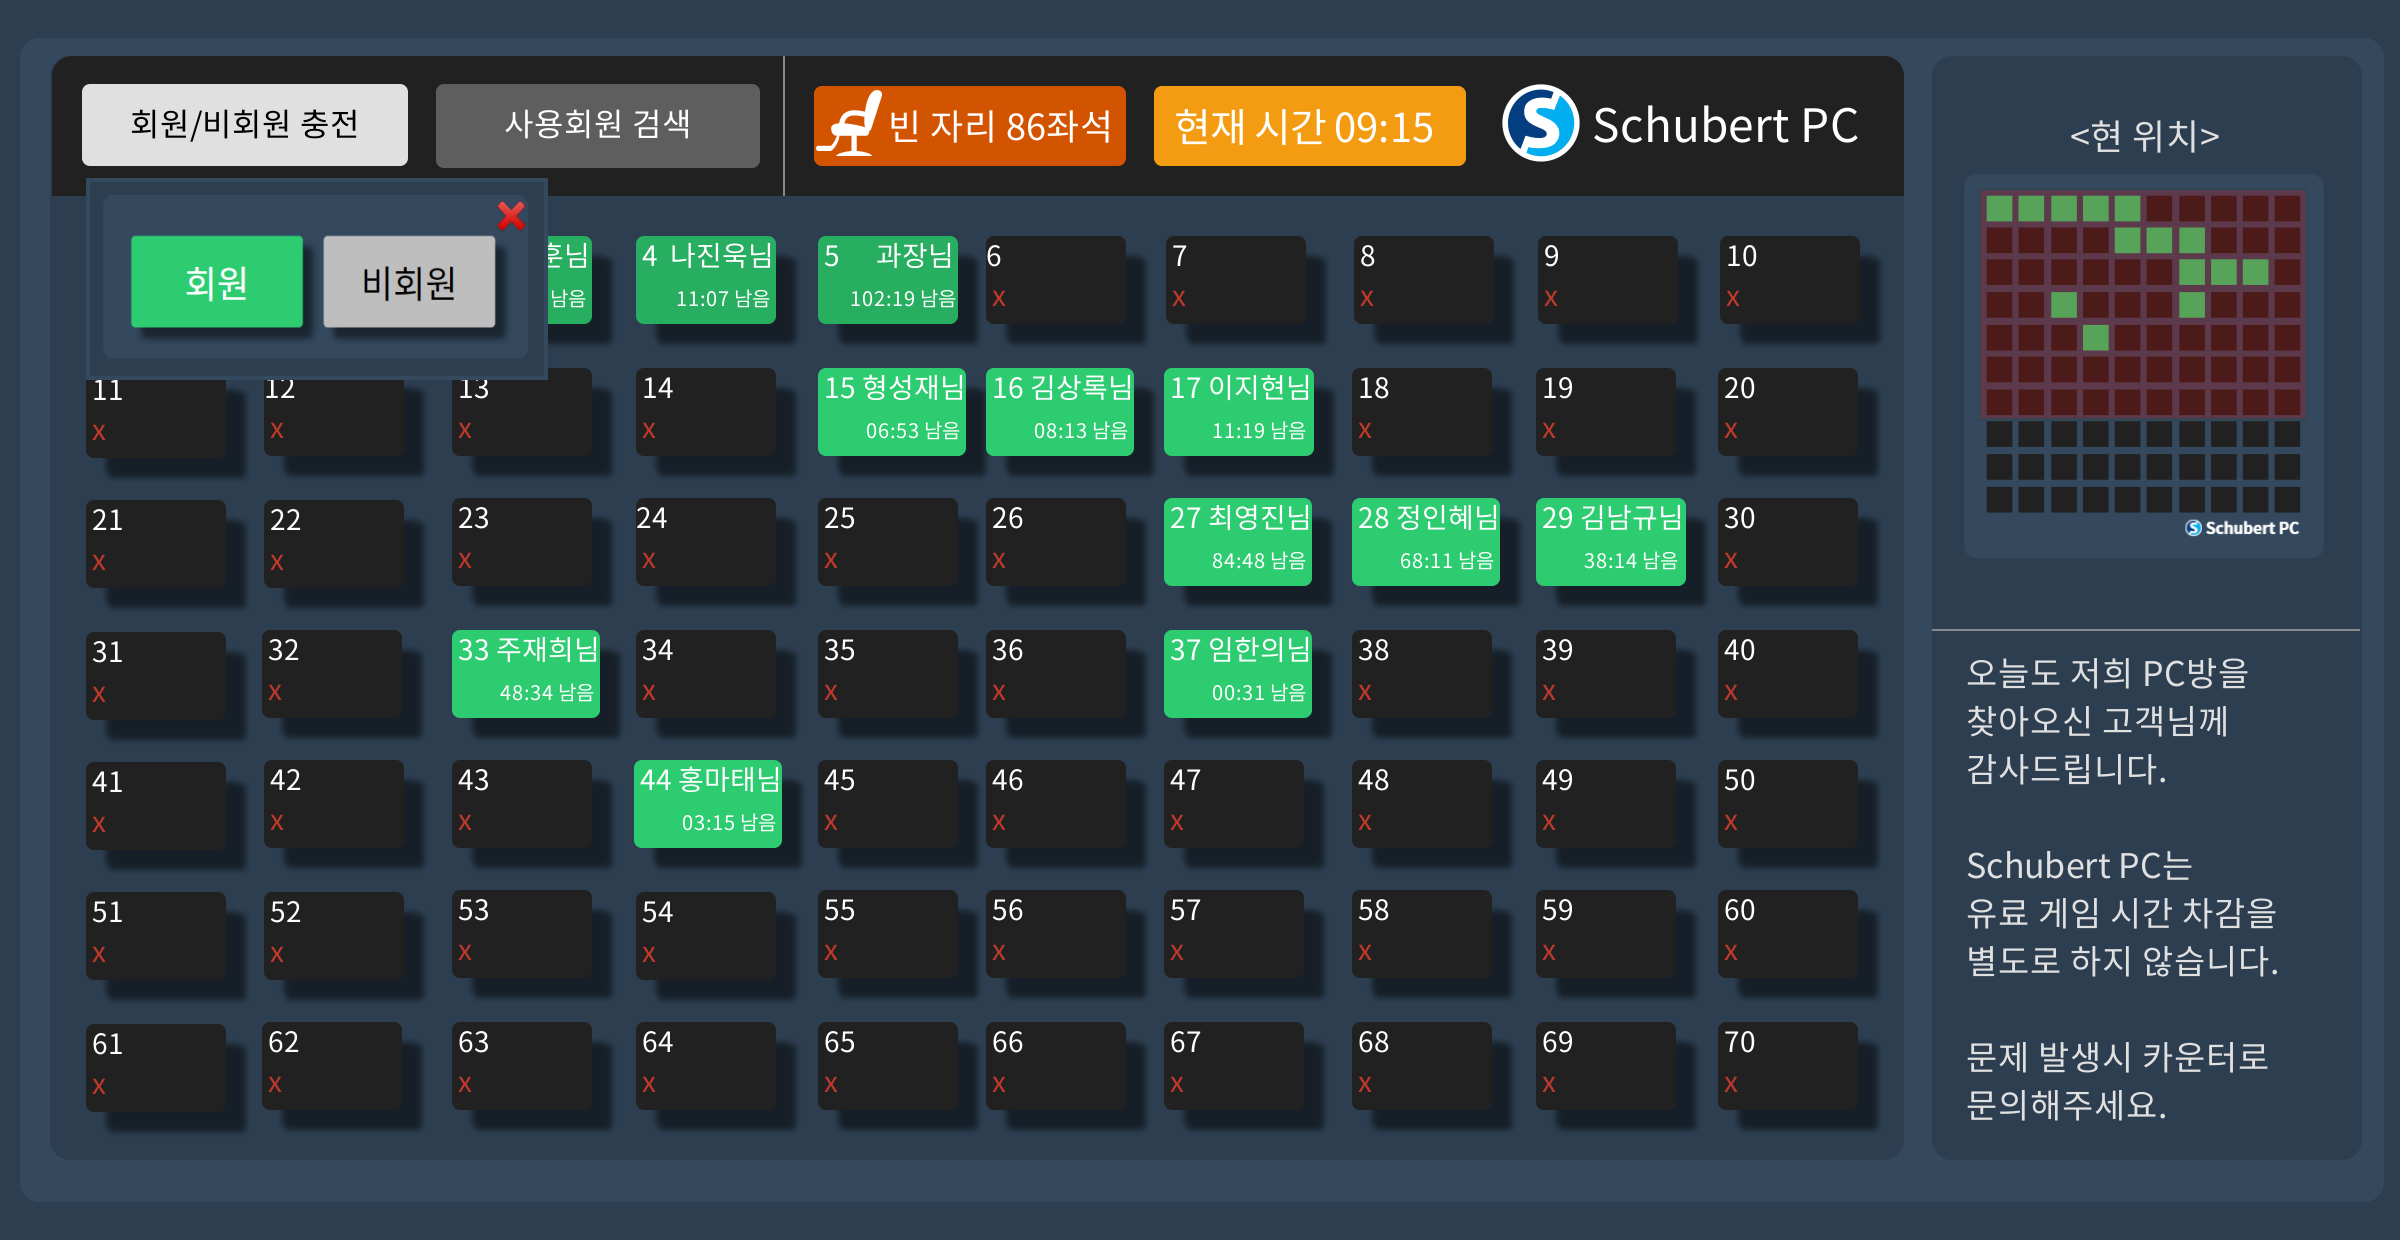 회원/비회원 충전
사용회원 검색
빈 자리 86좌석
현재 시간 09:15
Schubert PC
회원
비회원
훈님
남음
4 나진욱님
11:07 남음
5 과장님
102:19 남음
6
x
7
x
8
x
9
x
10
x
11
x
12
x
13
x
14
x
15 형성재님
06:53 남음
16 김상록님
08:13 남음
17 이지현님
11:19 남음
18
x
19
x
20
x
21
x
22
x
23
x
24
x
25
x
26
x
27 최영진님
84:48 남음
28 정인혜님
68:11 남음
29 김남규님
38:14 남음
30
x
31
x
32
x
33 주재희님
48:34 남음
34
x
35
x
36
x
37 임한의님
00:31 남음
38
x
39
x
40
x
41
x
42
x
43
x
44 홍마태님
03:15 남음
45
x
46
x
47
x
48
x
49
x
50
x
51
x
52
x
53
x
54
x
55
x
56
x
57
x
58
x
59
x
60
x
61
x
62
x
63
x
64
x
65
x
66
x
67
x
68
x
69
x
70
x
<현 위치>
Schubert PC
오늘도 저희 PC방을
찾아오신 고객님께
감사드립니다.
Schubert PC는
유료 게임 시간 차감을
별도로 하지 않습니다.
문제 발생시 카운터로
문의해주세요.